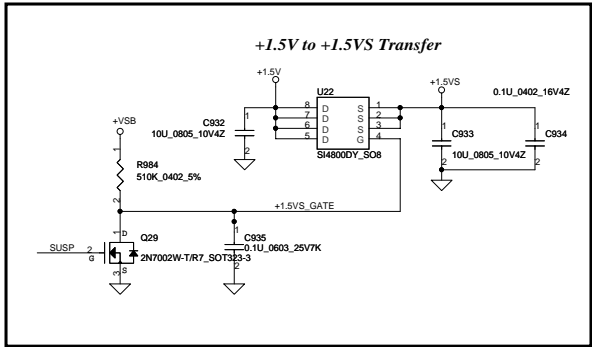 +1.5V to +1.5VS Transfer
+1.5V
U22
+1.5VS
0.1U_0402_16V4Z
+VSB
C932
10U_0805_10V4Z
1
2
8
7
6
5
D
D
D
D
S
S
S
G
1
2
3
4
SI4800DY_SO8
1
2
C933
10U_0805_10V4Z
1
2
C934
1
R984
510K_0402_5%
2
+1.5VS_GATE
1
D
Q29
2N7002W-T/R7_SOT323-3
SUSP
2
G
3
S
1
C935
0.1U_0603_25V7K
2